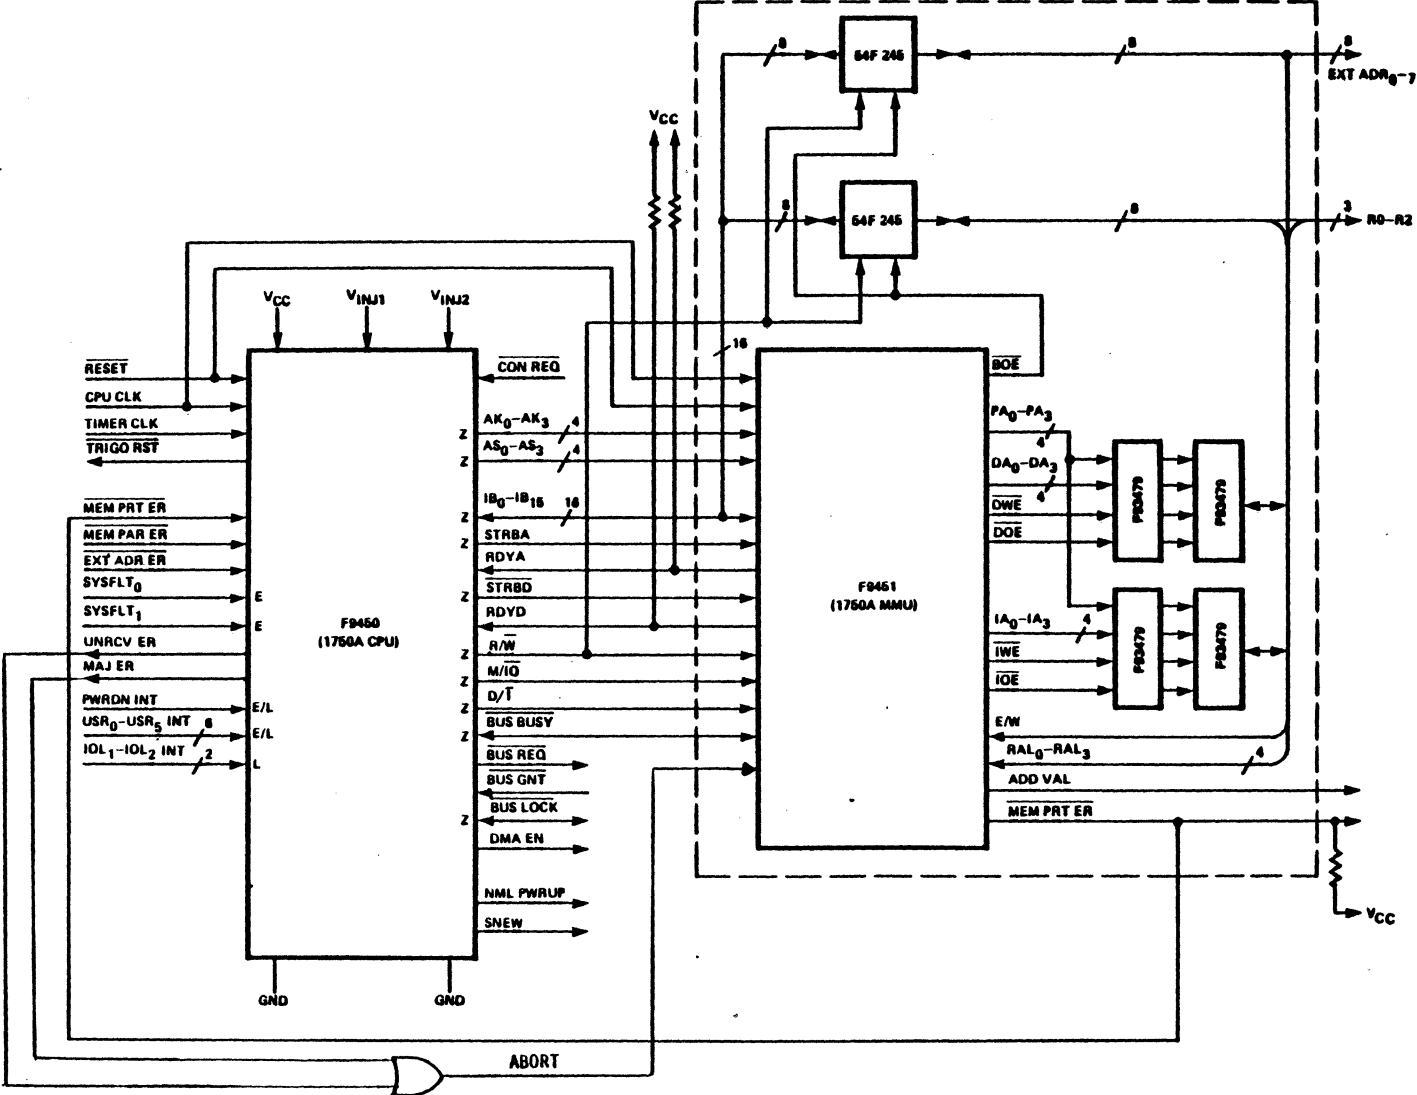 8
54F 245
8
8
EXT ADR0-7
VCC
8
54F 245
8
3
R0-R2
VCC
VINJ1
VINJ2
16
RESET
CON REQ
BOE
CPU CLK
TIMER CLK
AK0-AK3
4
Z
PA0-PA3
4
TRIGO RST
AS0-AS3
4
Z
DA0-DA3
4
MEM PRT ER
IB0-IB15
16
Z
DWE
MEM PAR ER
STRBA
Z
DOE
F93479
F93479
EXT ADR ER
RDYA
SYSFLT0
E
STRBD
Z
F9451
(1750A MMU)
SYSFLT1
E
RDYD
F9450
(1750A CPU)
IA0-IA3
4
UNRCV ER
R/W
Z
IWE
MAJ ER
M/IO
Z
IOE
F93479
F93479
PWRDN INT
E/L
D/I
Z
USR0-USR5 INT
6
E/L
BUS BUSY
Z
E/W
IOL1-IOL2 INT
2
L
BUS REQ
RAL0-RAL3
4
BUS GNT
ADD VAL
BUS LOCK
Z
MEM PRT ER
DMA EN
NML PWRUP
SNEW
VCC
GND
GND
ABORT